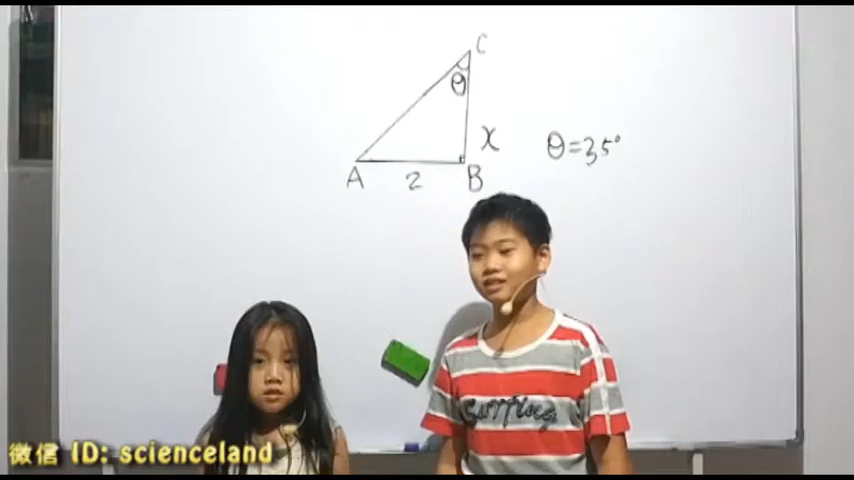 C
θ
x
θ=35°
A 2 B
Surfing
微信 ID: scienceland